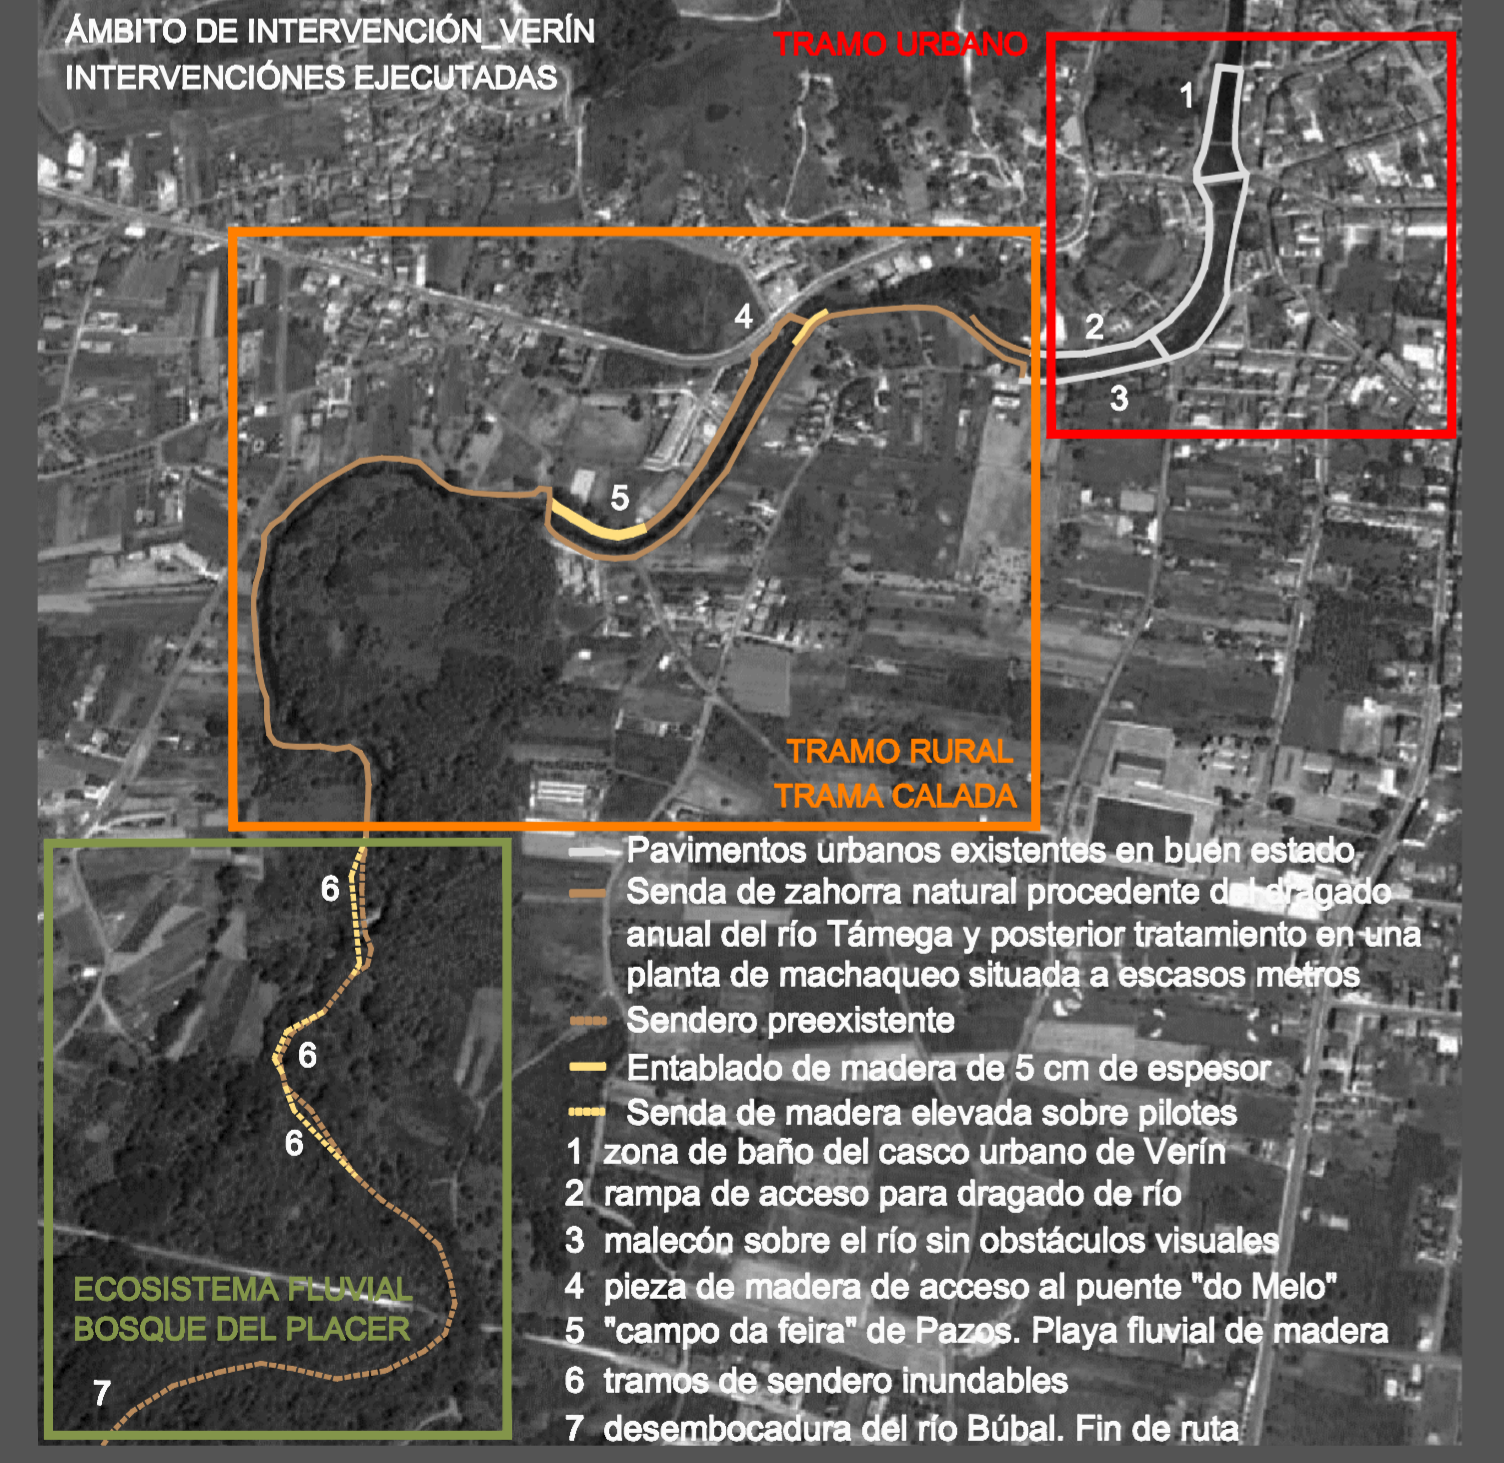 ÁMBITO DE INTERVENCIÓN_VERÍN
INTERVENCIÓNES EJECUTADAS
TRAMO URBANO
1
2
3
4
5
TRAMO RURAL
TRAMA CALADA
6
6
6
ECOSISTEMA FLUVIAL
BOSQUE DEL PLACER
7
Pavimentos urbanos existentes en buen estado
Senda de zahorra natural procedente del dragado
anual del río Támega y posterior tratamiento en una
planta de machaqueo situada a escasos metros
Sendero preexistente
Entablado de madera de 5 cm de espesor
Senda de madera elevada sobre pilotes
1 zona de baño del casco urbano de Verín
2 rampa de acceso para dragado de río
3 malecón sobre el río sin obstáculos visuales
4 pieza de madera de acceso al puente "do Melo"
5 "campo da feira" de Pazos. Playa fluvial de madera
6 tramos de sendero inundables
7 desembocadura del río Búbal. Fin de ruta